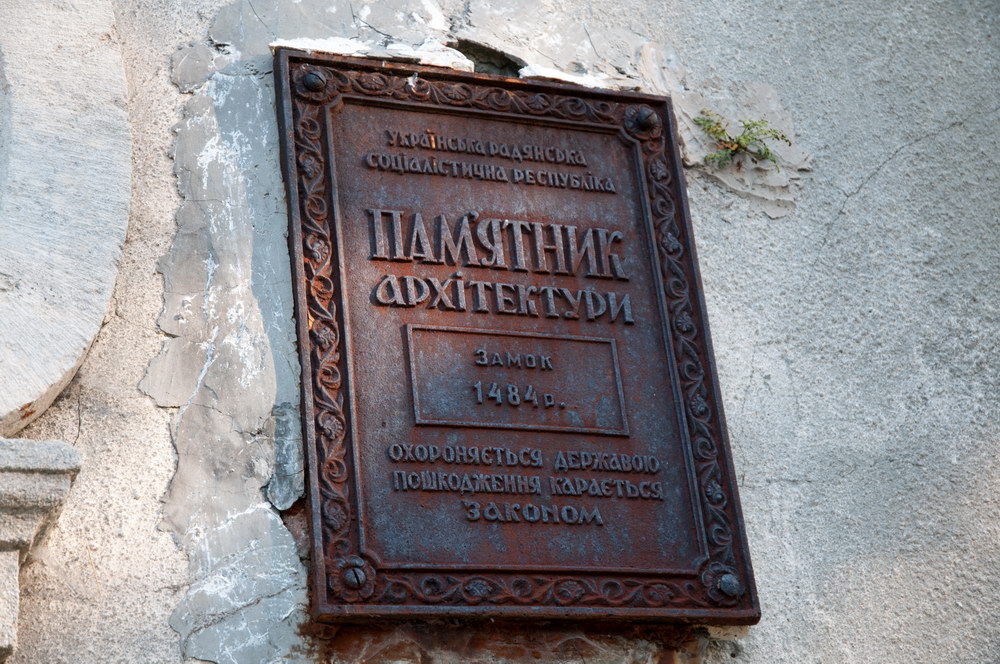 Українська Радянська
Соціалістична Республіка
ПАМ'ЯТНИК
АРХІТЕКТУРИ
Замок
1484 р.
Охороняється державою
Пошкодження карається
законом